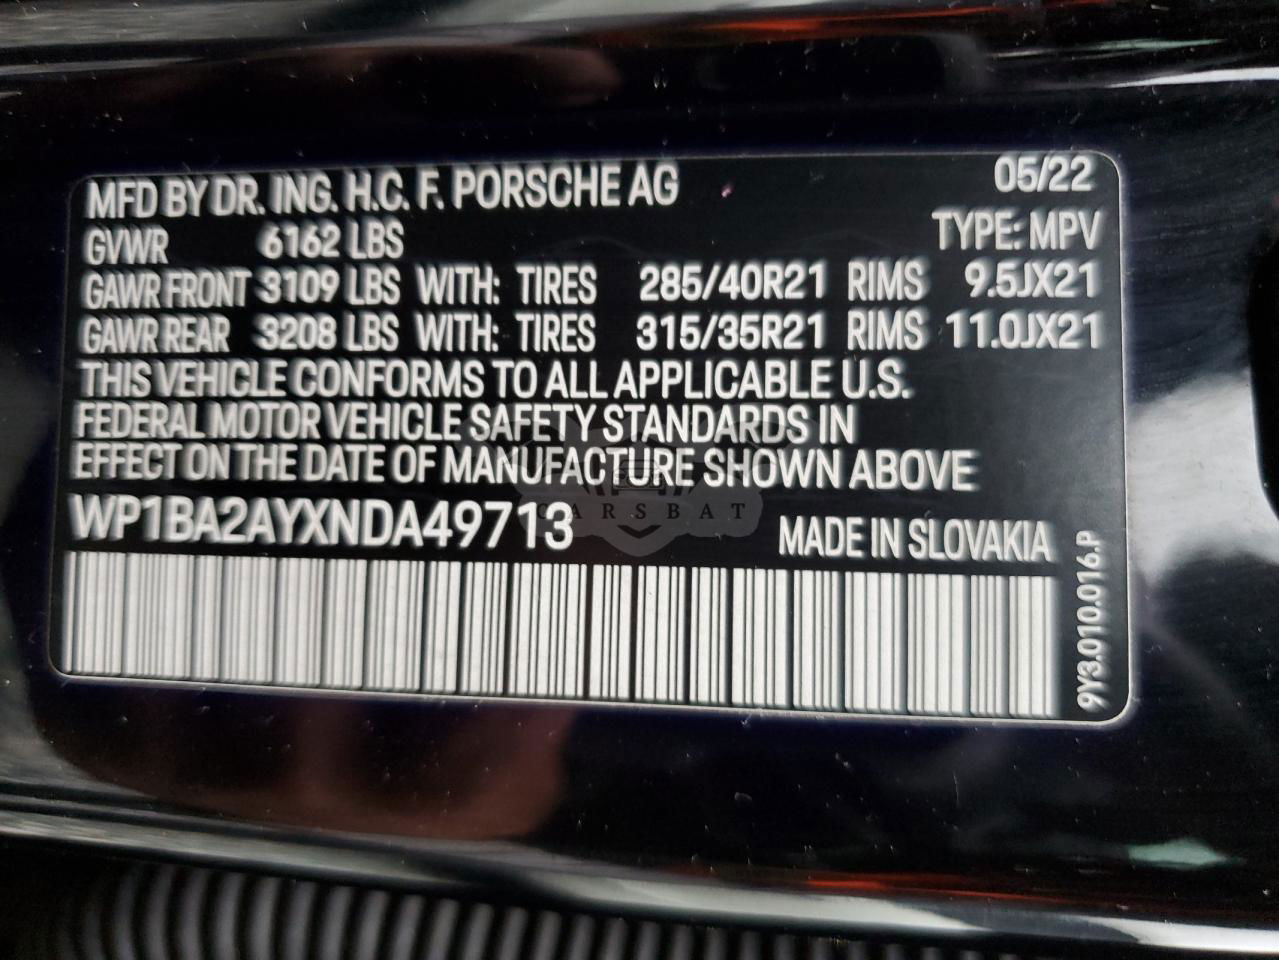 MFD BY DR. ING. H.C. F. PORSCHE AG 05/22
GVWR 6162 LBS TYPE: MPV
GAWR FRONT 3109 LBS WITH: TIRES 285/40R21 RIMS 9.5JX21
GAWR REAR 3208 LBS WITH: TIRES 315/35R21 RIMS 11.0JX21
THIS VEHICLE CONFORMS TO ALL APPLICABLE U.S.
FEDERAL MOTOR VEHICLE SAFETY STANDARDS IN
EFFECT ON THE DATE OF MANUFACTURE SHOWN ABOVE
WP1BA2AYXNDA49713 MADE IN SLOVAKIA
CARSBAT
9Y3.010.016.P